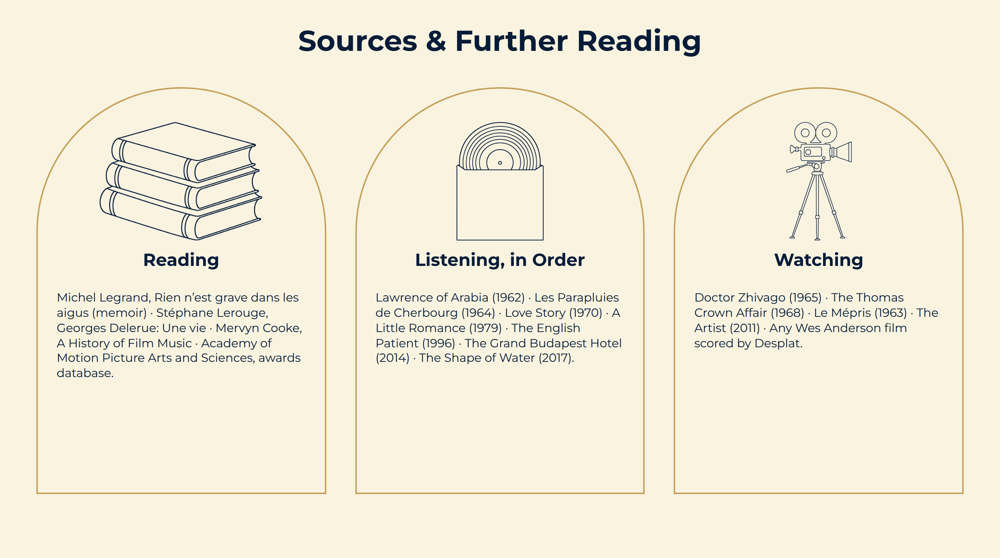 Sources & Further Reading
Reading
Michel Legrand, Rien n’est grave dans les
aigus (memoir) · Stéphane Lerouge,
Georges Delerue: Une vie · Mervyn Cooke,
A History of Film Music · Academy of
Motion Picture Arts and Sciences, awards
database.
Listening, in Order
Lawrence of Arabia (1962) · Les Parapluies
de Cherbourg (1964) · Love Story (1970) · A
Little Romance (1979) · The English
Patient (1996) · The Grand Budapest Hotel
(2014) · The Shape of Water (2017).
Watching
Doctor Zhivago (1965) · The Thomas
Crown Affair (1968) · Le Mépris (1963) · The
Artist (2011) · Any Wes Anderson film
scored by Desplat.